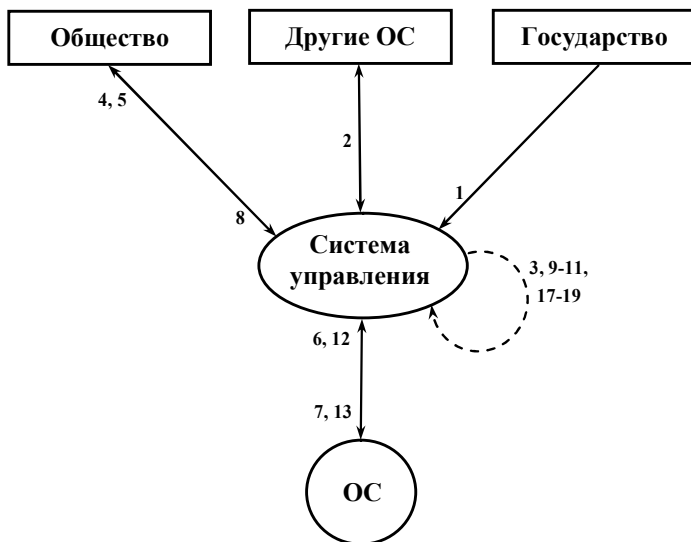 Общество
Другие ОС
Государство
4, 5
2
1
8
Система
управления
3, 9-11,
17-19
6, 12
7, 13
ОС